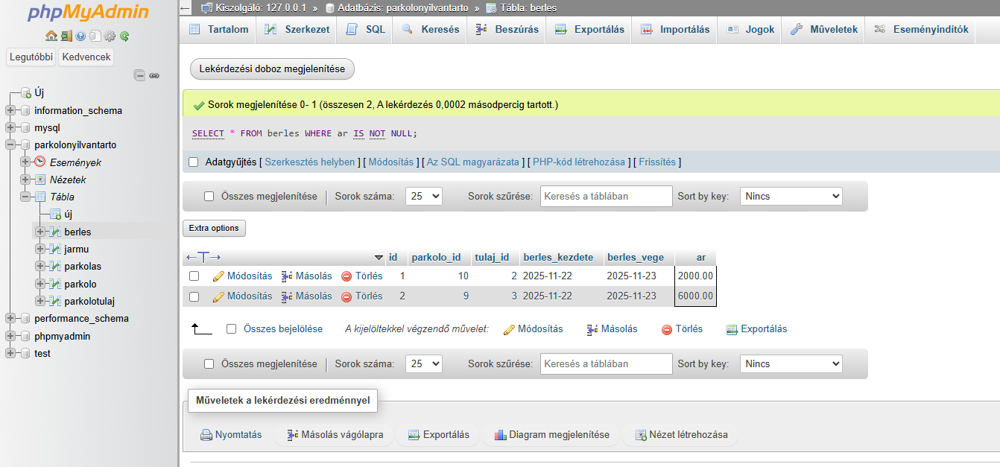 phpMyAdmin
Legutóbbi Kedvencek
Új
information_schema
mysql
parkolonyilvantarto
Események
Nézetek
Tábla
új
berles
jarmu
parkolas
parkolo
parkolotulaj
performance_schema
phpmyadmin
test
Kiszolgáló: 127.0.0.1 » Adatbázis: parkolonyilvantarto » Tábla: berles
Tartalom Szerkezet SQL Keresés Beszúrás Exportálás Importálás Jogok Műveletek Eseményindítók
Lekérdezési doboz megjelenítése
Sorok megjelenítése 0- 1 (összesen 2, A lekérdezés 0,0002 másodpercig tartott.)
SELECT * FROM berles WHERE ar IS NOT NULL;
Adatgyűjtés [ Szerkesztés helyben ] [ Módosítás ] [ Az SQL magyarázata ] [ PHP-kód létrehozása ] [ Frissítés ]
Összes megjelenítése Sorok száma: 25 Sorok szűrése: Keresés a táblában Sort by key: Nincs
Extra options
←T→ id parkolo_id tulaj_id berles_kezdete berles_vege ar
Módosítás Másolás Törlés 1 10 2 2025-11-22 2025-11-23 2000.00
Módosítás Másolás Törlés 2 9 3 2025-11-22 2025-11-23 6000.00
Összes bejelölése A kijelöltekkel végzendő művelet: Módosítás Másolás Törlés Exportálás
Összes megjelenítése Sorok száma: 25 Sorok szűrése: Keresés a táblában Sort by key: Nincs
Műveletek a lekérdezési eredménnyel
Nyomtatás Másolás vágólapra Exportálás Diagram megjelenítése Nézet létrehozása